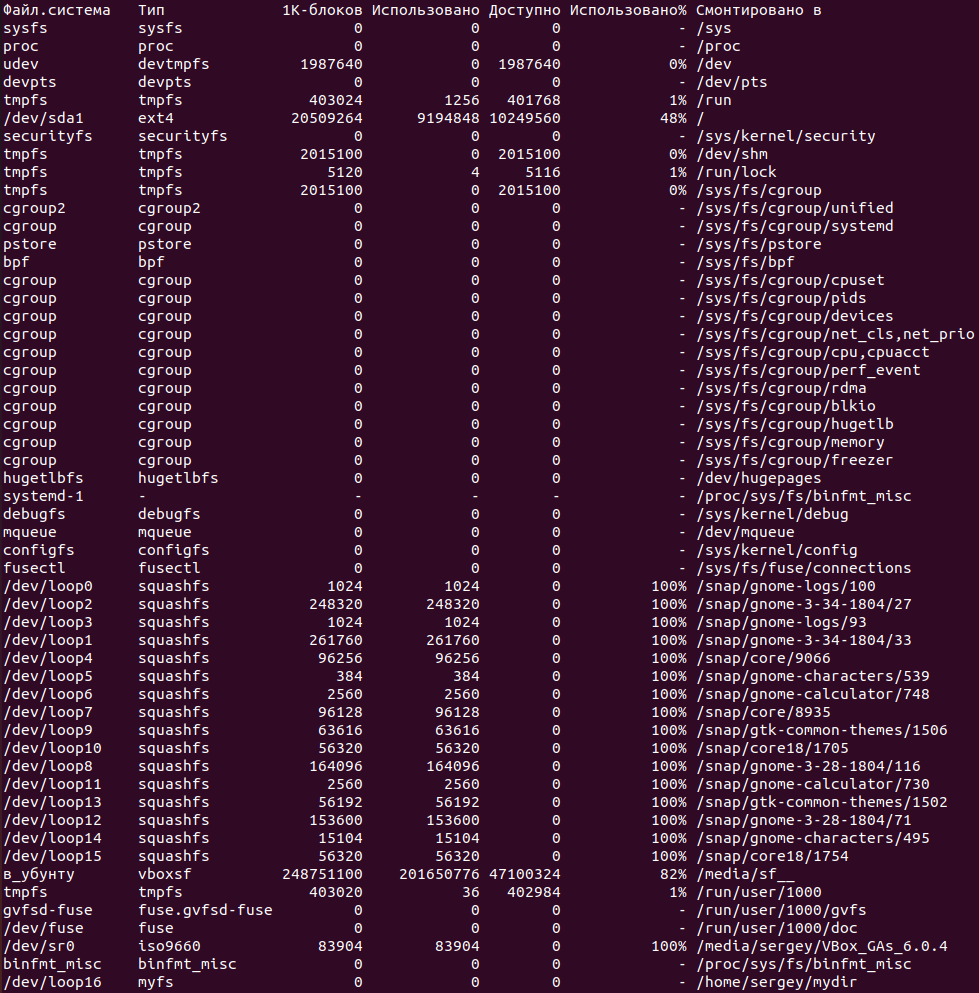 Файл.система Тип 1K-блоков Использовано Доступно Использовано% Смонтировано в
sysfs sysfs 0 0 0 - /sys
proc proc 0 0 0 - /proc
udev devtmpfs 1987640 0 1987640 0% /dev
devpts devpts 0 0 0 - /dev/pts
tmpfs tmpfs 403024 1256 401768 1% /run
/dev/sda1 ext4 20509264 9194848 10249560 48% /
securityfs securityfs 0 0 0 - /sys/kernel/security
tmpfs tmpfs 2015100 0 2015100 0% /dev/shm
tmpfs tmpfs 5120 4 5116 1% /run/lock
tmpfs tmpfs 2015100 0 2015100 0% /sys/fs/cgroup
cgroup2 cgroup2 0 0 0 - /sys/fs/cgroup/unified
cgroup cgroup 0 0 0 - /sys/fs/cgroup/systemd
pstore pstore 0 0 0 - /sys/fs/pstore
bpf bpf 0 0 0 - /sys/fs/bpf
cgroup cgroup 0 0 0 - /sys/fs/cgroup/cpuset
cgroup cgroup 0 0 0 - /sys/fs/cgroup/pids
cgroup cgroup 0 0 0 - /sys/fs/cgroup/devices
cgroup cgroup 0 0 0 - /sys/fs/cgroup/net_cls,net_prio
cgroup cgroup 0 0 0 - /sys/fs/cgroup/cpu,cpuacct
cgroup cgroup 0 0 0 - /sys/fs/cgroup/perf_event
cgroup cgroup 0 0 0 - /sys/fs/cgroup/rdma
cgroup cgroup 0 0 0 - /sys/fs/cgroup/blkio
cgroup cgroup 0 0 0 - /sys/fs/cgroup/hugetlb
cgroup cgroup 0 0 0 - /sys/fs/cgroup/memory
cgroup cgroup 0 0 0 - /sys/fs/cgroup/freezer
hugetlbfs hugetlbfs 0 0 0 - /dev/hugepages
systemd-1 - - - - - /proc/sys/fs/binfmt_misc
debugfs debugfs 0 0 0 - /sys/kernel/debug
mqueue mqueue 0 0 0 - /dev/mqueue
configfs configfs 0 0 0 - /sys/kernel/config
fusectl fusectl 0 0 0 - /sys/fs/fuse/connections
/dev/loop0 squashfs 1024 1024 0 100% /snap/gnome-logs/100
/dev/loop2 squashfs 248320 248320 0 100% /snap/gnome-3-34-1804/27
/dev/loop3 squashfs 1024 1024 0 100% /snap/gnome-logs/93
/dev/loop1 squashfs 261760 261760 0 100% /snap/gnome-3-34-1804/33
/dev/loop4 squashfs 96256 96256 0 100% /snap/core/9066
/dev/loop5 squashfs 384 384 0 100% /snap/gnome-characters/539
/dev/loop6 squashfs 2560 2560 0 100% /snap/gnome-calculator/748
/dev/loop7 squashfs 96128 96128 0 100% /snap/core/8935
/dev/loop9 squashfs 63616 63616 0 100% /snap/gtk-common-themes/1506
/dev/loop10 squashfs 56320 56320 0 100% /snap/core18/1705
/dev/loop8 squashfs 164096 164096 0 100% /snap/gnome-3-28-1804/116
/dev/loop11 squashfs 2560 2560 0 100% /snap/gnome-calculator/730
/dev/loop13 squashfs 56192 56192 0 100% /snap/gtk-common-themes/1502
/dev/loop12 squashfs 153600 153600 0 100% /snap/gnome-3-28-1804/71
/dev/loop14 squashfs 15104 15104 0 100% /snap/gnome-characters/495
/dev/loop15 squashfs 56320 56320 0 100% /snap/core18/1754
в_убунту vboxsf 248751100 201650776 47100324 82% /media/sf__
tmpfs tmpfs 403020 36 402984 1% /run/user/1000
gvfsd-fuse fuse.gvfsd-fuse 0 0 0 - /run/user/1000/gvfs
/dev/fuse fuse 0 0 0 - /run/user/1000/doc
/dev/sr0 iso9660 83904 83904 0 100% /media/sergey/VBox_GAs_6.0.4
binfmt_misc binfmt_misc 0 0 0 - /proc/sys/fs/binfmt_misc
/dev/loop16 myfs 0 0 0 - /home/sergey/mydir